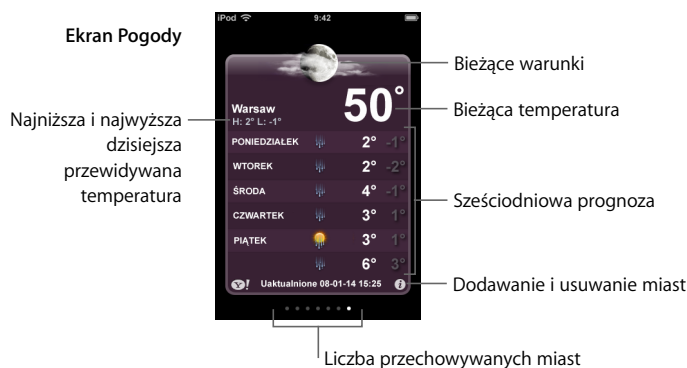 Ekran Pogody
iPod 9:42
Bieżące warunki
50°
Bieżąca temperatura
Warsaw
H: 2° L: -1°
Najniższa i najwyższa
dzisiejsza
przewidywana
temperatura
PONIEDZIAŁEK 2° -1°
WTOREK 2° -2°
ŚRODA 4° -1°
CZWARTEK 3° 1°
PIĄTEK 3° 1°
6° 3°
Sześciodniowa prognoza
Y! Uaktualnione 08-01-14 15:25 i
Dodawanie i usuwanie miast
Liczba przechowywanych miast